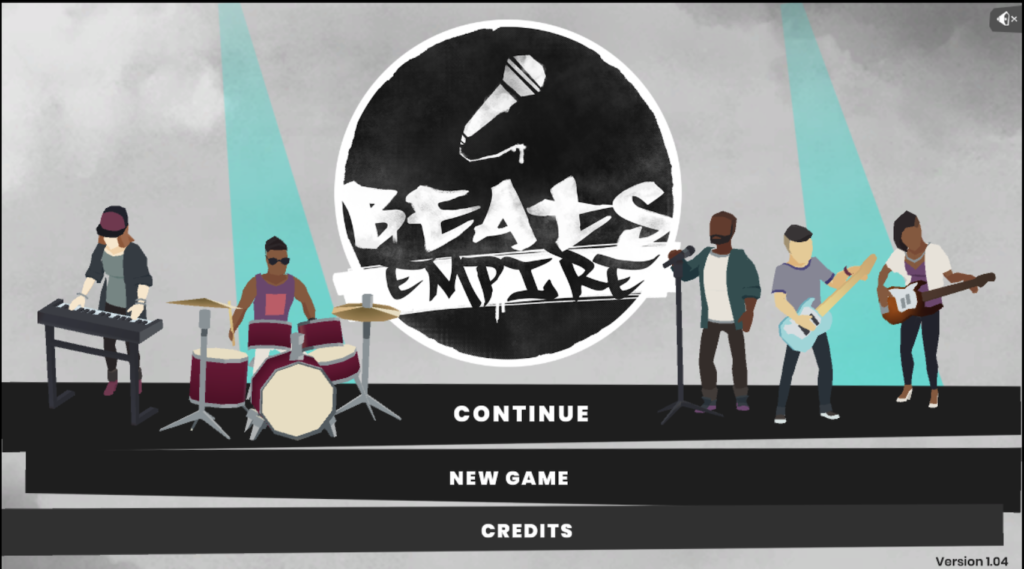 BEATS
EMPIRE
CONTINUE
NEW GAME
CREDITS
Version 1.04